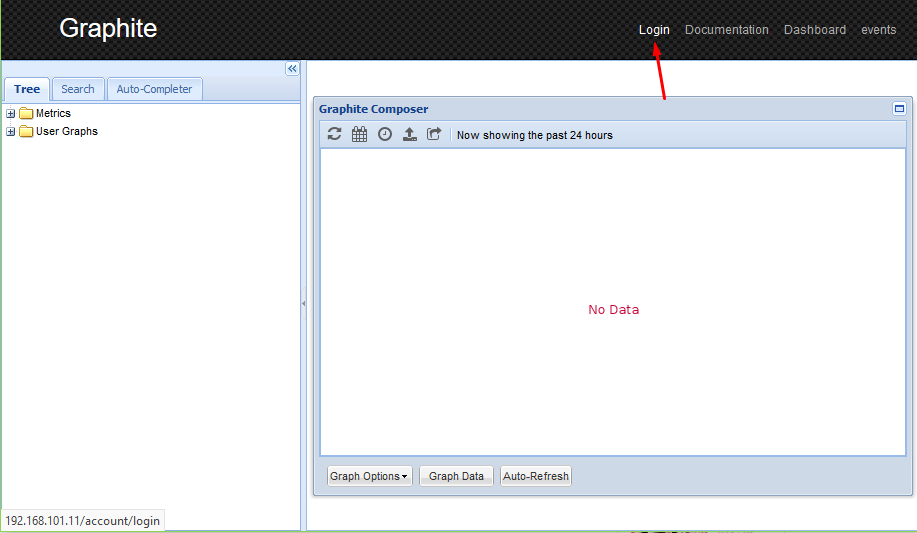 Graphite
Login Documentation Dashboard events
Tree Search Auto-Completer
Metrics
User Graphs
Graphite Composer
Now showing the past 24 hours
No Data
Graph Options Graph Data Auto-Refresh
192.168.101.11/account/login